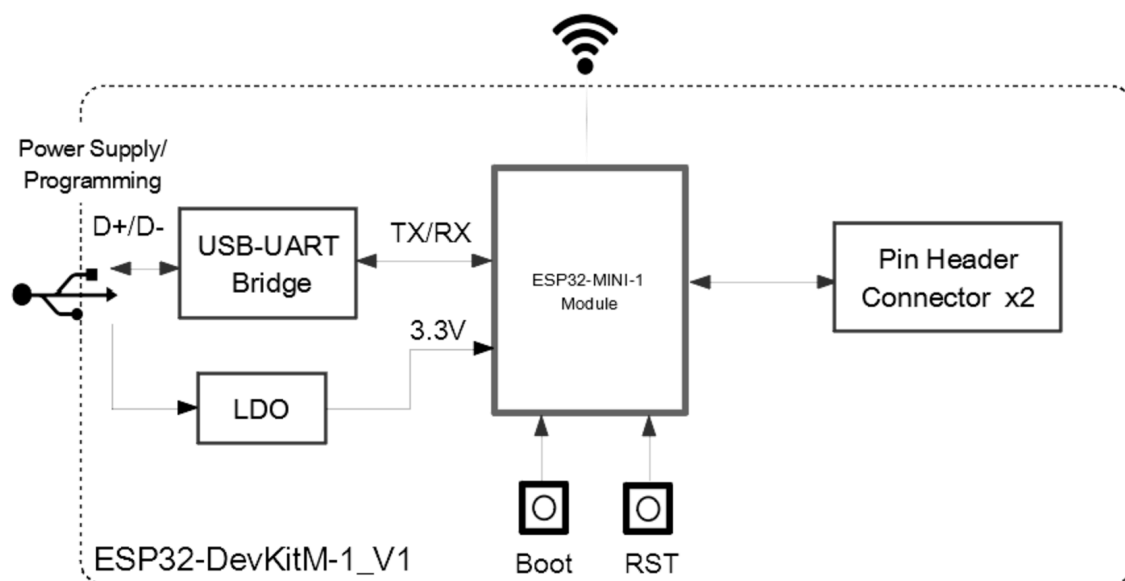 Power Supply/
Programming
D+/D-
USB-UART
Bridge
TX/RX
ESP32-MINI-1
Module
Pin Header
Connector x2
3.3V
LDO
Boot
RST
ESP32-DevKitM-1_V1